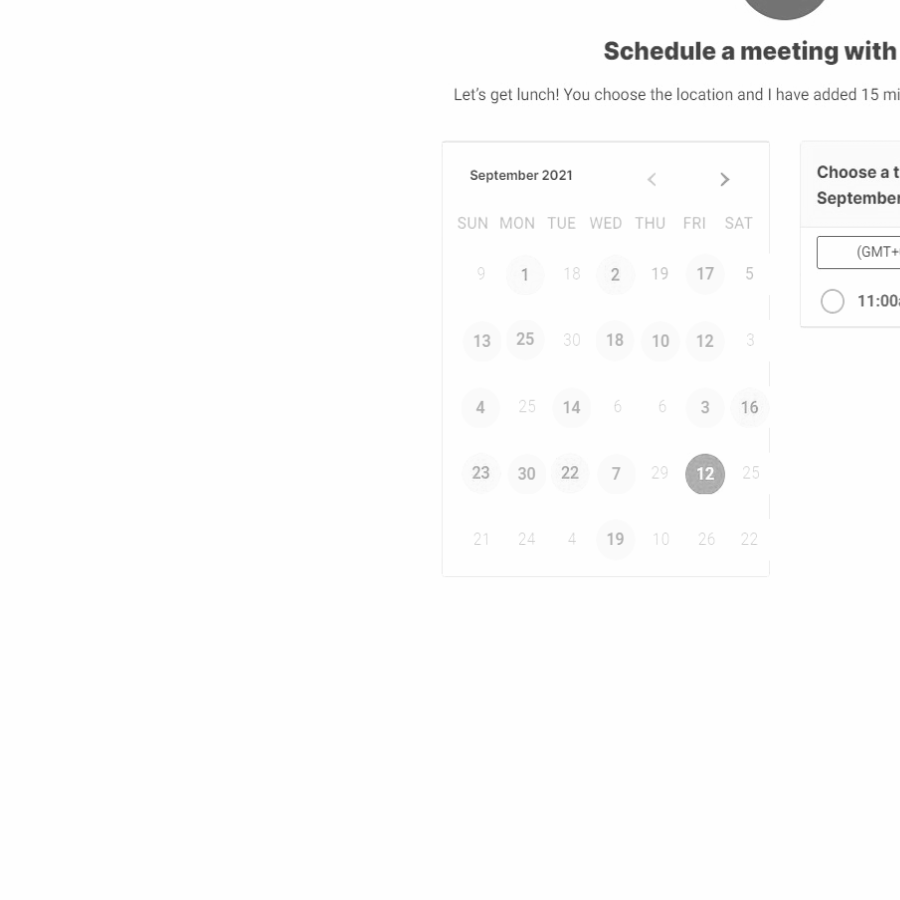 Schedule a meeting with
Let's get lunch! You choose the location and I have added 15 mi
September 2021
SUN MON TUE WED THU FRI SAT
9 1 18 2 19 17 5
13 25 30 18 10 12 3
4 25 14 6 6 3 16
23 30 22 7 29 12 25
21 24 4 19 10 26 22
Choose a t
September
(GMT+
11:00a